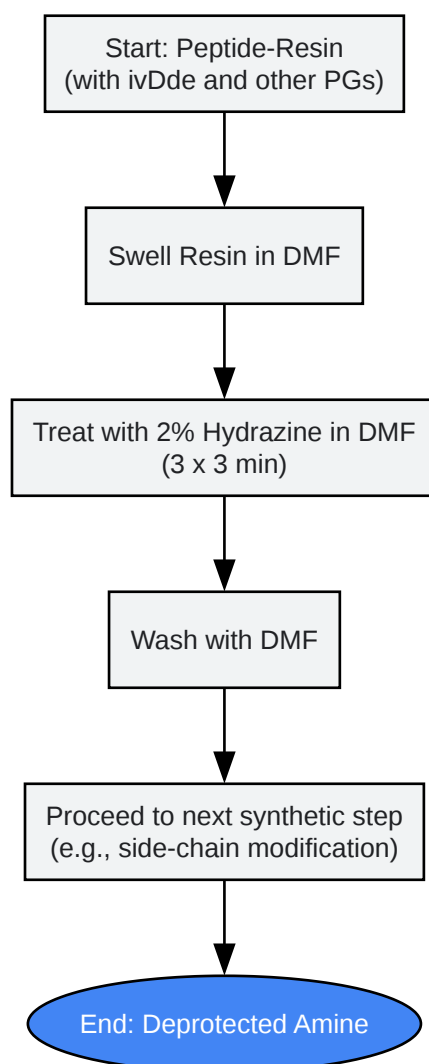 Start: Peptide-Resin
(with ivDde and other PGs)
Swell Resin in DMF
Treat with 2% Hydrazine in DMF
(3 x 3 min)
Wash with DMF
Proceed to next synthetic step
(e.g., side-chain modification)
End: Deprotected Amine